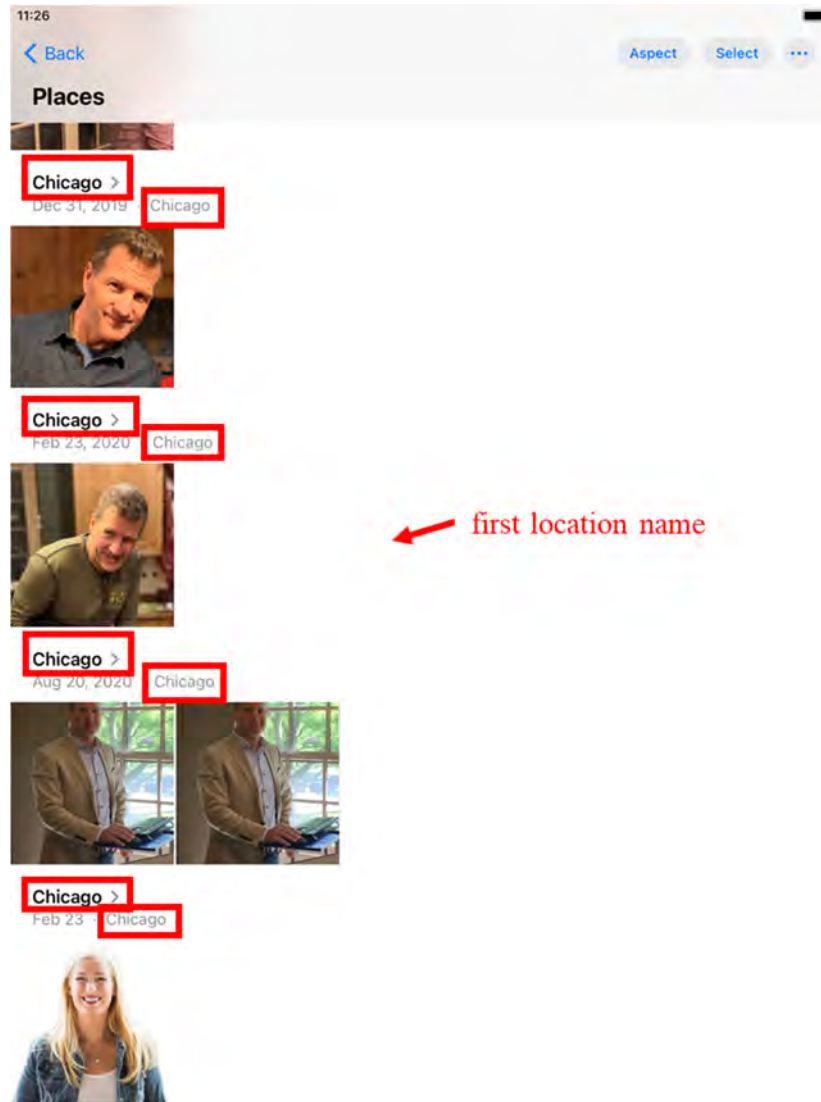 11:26
Back
Aspect Select ...
Places
Chicago >
Dec 31, 2019 · Chicago
Chicago >
Feb 23, 2020 · Chicago
first location name
Chicago >
Aug 20, 2020 · Chicago
Chicago >
Feb 23 · Chicago